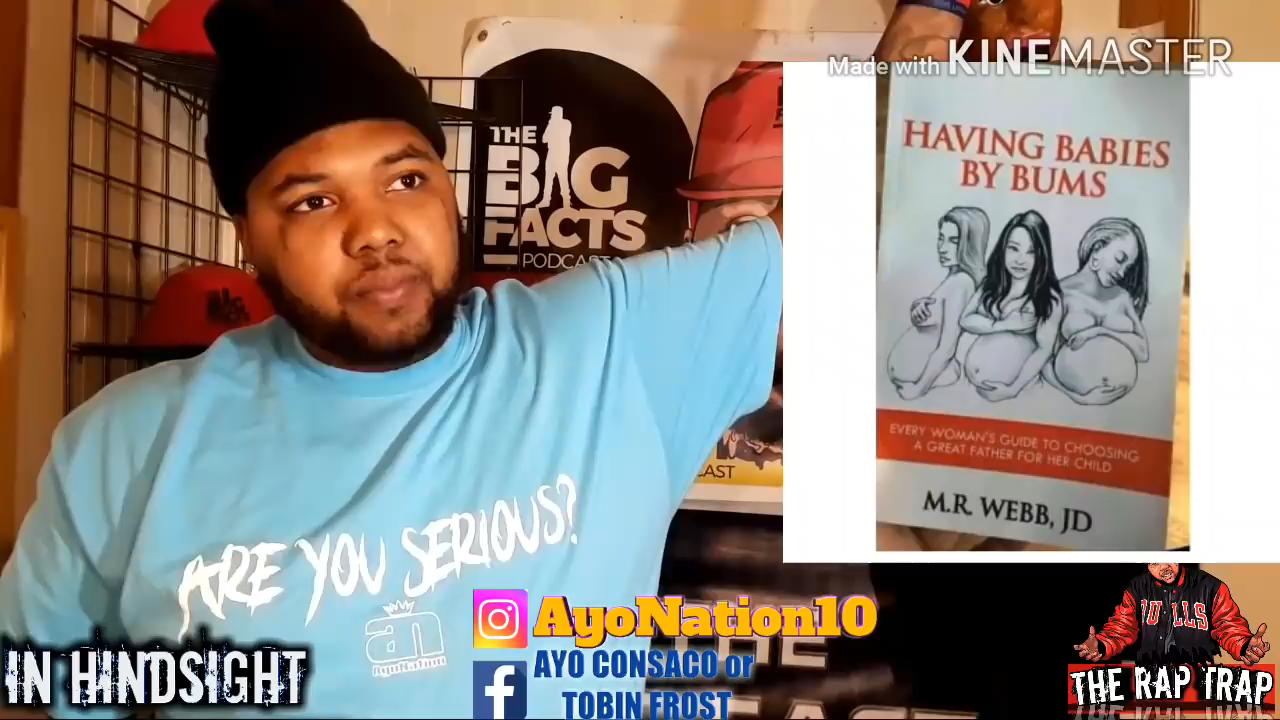 Made with KINEMASTER
THE
BIG
FACTS
PODCAST
HAVING BABIES
BY BUMS
EVERY WOMAN'S GUIDE TO CHOOSING
A GREAT FATHER FOR HER CHILD
M.R. WEBB, JD
ARE YOU SERIOUS?
an
AyoNation
AyoNation10
AYO CONSACO or
TOBIN FROST
IN HINDSIGHT
BULLS
THE RAP TRAP